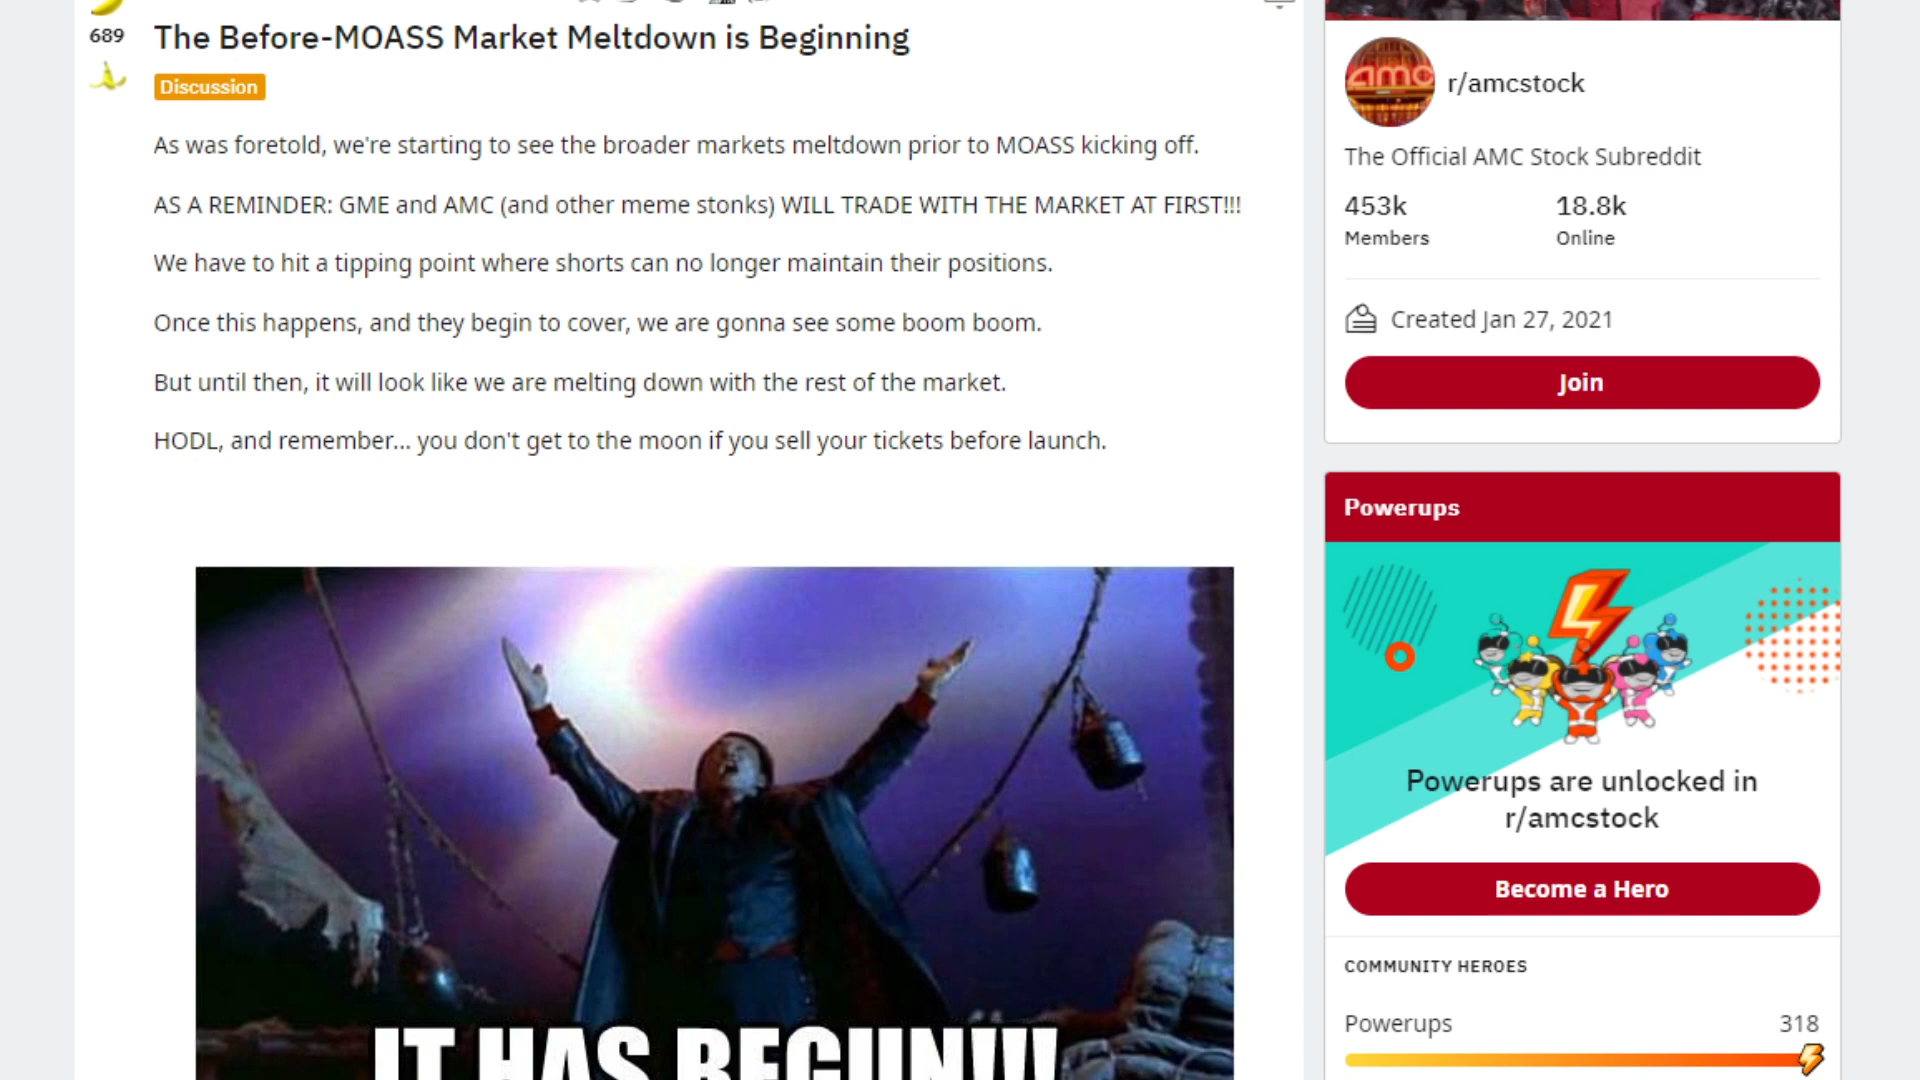 689
The Before-MOASS Market Meltdown is Beginning
Discussion
As was foretold, we're starting to see the broader markets meltdown prior to MOASS kicking off.
AS A REMINDER: GME and AMC (and other meme stonks) WILL TRADE WITH THE MARKET AT FIRST!!!
We have to hit a tipping point where shorts can no longer maintain their positions.
Once this happens, and they begin to cover, we are gonna see some boom boom.
But until then, it will look like we are melting down with the rest of the market.
HODL, and remember... you don't get to the moon if you sell your tickets before launch.
IT HAS BEGUN!!!
amc
r/amcstock
The Official AMC Stock Subreddit
453k
18.8k
Members
Online
Created Jan 27, 2021
Join
Powerups
Powerups are unlocked in
r/amcstock
Become a Hero
COMMUNITY HEROES
Powerups
318